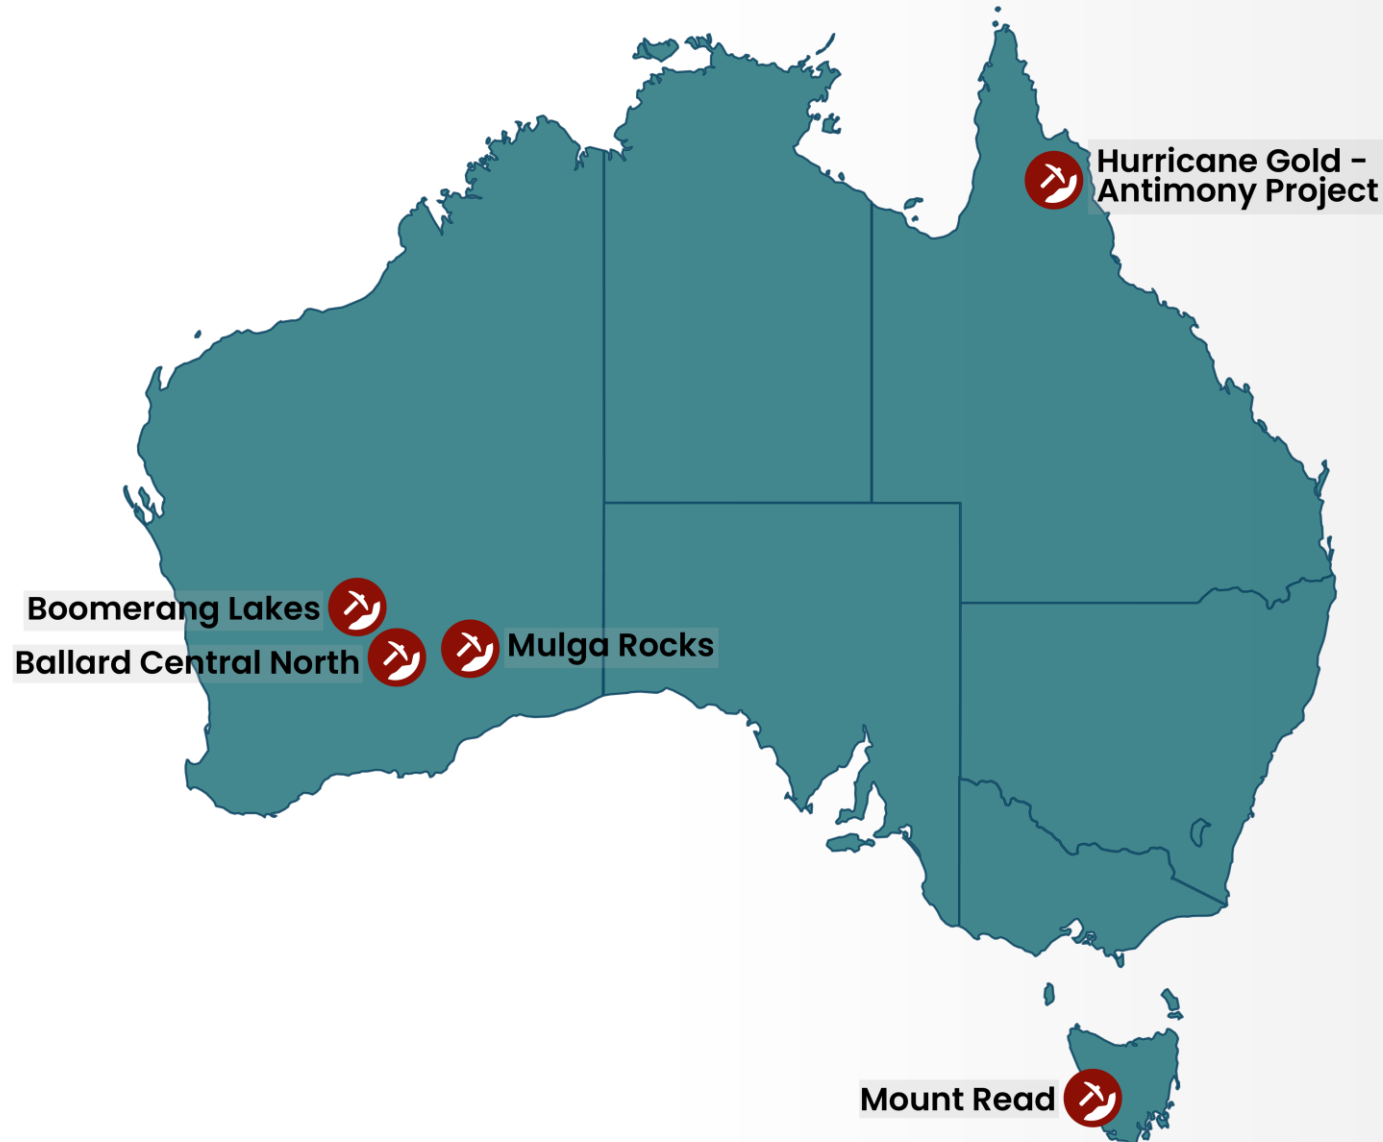 Hurricane Gold -
Antimony Project
Boomerang Lakes
Mulga Rocks
Ballard Central North
Mount Read